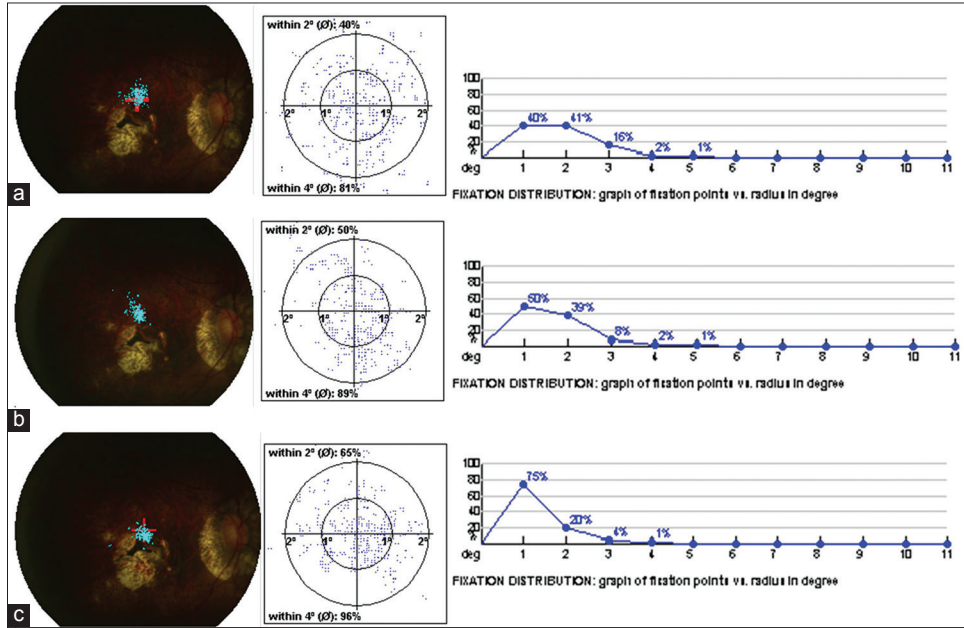 within 2° (Ø): 40%
2° 1° 1° 2°
within 4° (Ø): 81%
100
80
60
40
20
%
deg 1 2 3 4 5 6 7 8 9 10 11
40% 41% 16% 2% 1%
FIXATION DISTRIBUTION: graph of fixation points vs. radius in degree
a
within 2° (Ø): 50%
2° 1° 1° 2°
within 4° (Ø): 89%
100
80
60
40
20
%
deg 1 2 3 4 5 6 7 8 9 10 11
50% 39% 8% 2% 1%
FIXATION DISTRIBUTION: graph of fixation points vs. radius in degree
b
within 2° (Ø): 65%
2° 1° 1° 2°
within 4° (Ø): 96%
100
80
60
40
20
%
deg 1 2 3 4 5 6 7 8 9 10 11
75% 20% 4% 1%
FIXATION DISTRIBUTION: graph of fixation points vs. radius in degree
c